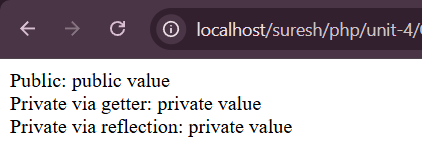 localhost/suresh/php/unit-4/
Public: public value
Private via getter: private value
Private via reflection: private value